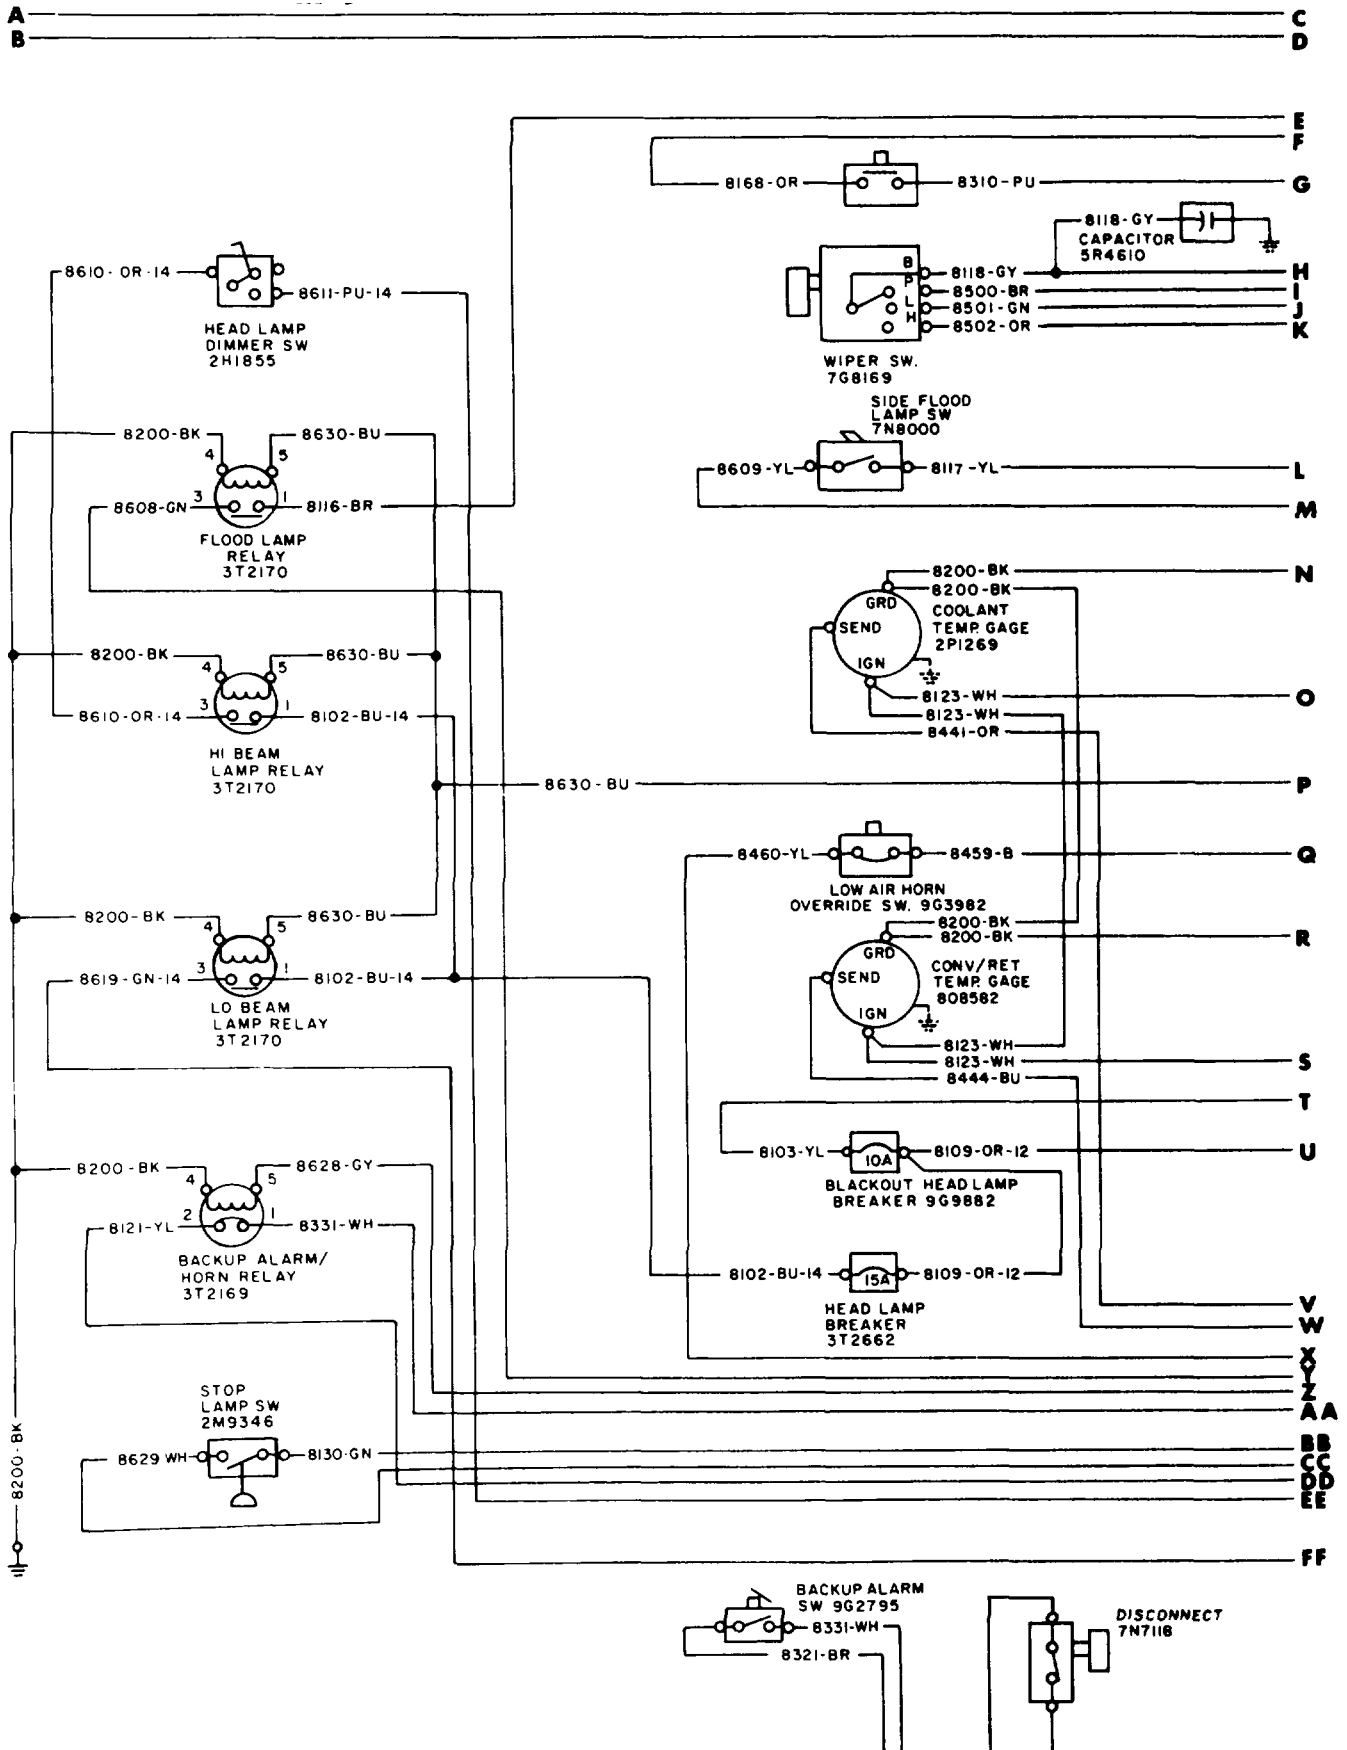 A
C
B
D
E
F
8168-OR
8310-PU
G
8118-GY
CAPACITOR
5R4610
8610-OR-14
8611-PU-14
HEAD LAMP
DIMMER SW
2H1855
B
P
L
H
8118-GY
H
8500-BR
I
8501-GN
J
8502-OR
K
WIPER SW.
7G8169
SIDE FLOOD
LAMP SW
7N8000
8609-YL
8117-YL
L
M
8200-BK
8630-BU
4
5
8608-GN
3
1
8116-BR
FLOOD LAMP
RELAY
3T2170
8200-BK
N
8200-BK
GRD
SEND
IGN
COOLANT
TEMP. GAGE
2P1269
8123-WH
O
8123-WH
8441-OR
8200-BK
8630-BU
4
5
8610-OR-14
3
1
8102-BU-14
HI BEAM
LAMP RELAY
3T2170
8630-BU
P
8460-YL
8459-B
Q
LOW AIR HORN
OVERRIDE SW. 9G3982
8200-BK
8200-BK
R
GRD
SEND
IGN
CONV/RET
TEMP. GAGE
808582
8123-WH
8123-WH
S
8444-BU
8200-BK
8630-BU
4
5
8619-GN-14
3
1
8102-BU-14
LO BEAM
LAMP RELAY
3T2170
T
8103-YL
10A
8109-OR-12
U
BLACKOUT HEAD LAMP
BREAKER 9G9882
8200-BK
8628-GY
4
5
8121-YL
2
1
8331-WH
BACKUP ALARM/
HORN RELAY
3T2169
8102-BU-14
15A
8109-OR-12
HEAD LAMP
BREAKER
3T2662
V
W
X
Y
Z
AA
STOP
LAMP SW
2M9346
8629 WH
8130-GN
BB
CC
DD
EE
FF
8200-BK
BACKUP ALARM
SW 9G2795
8331-WH
8321-BR
DISCONNECT
7N7118